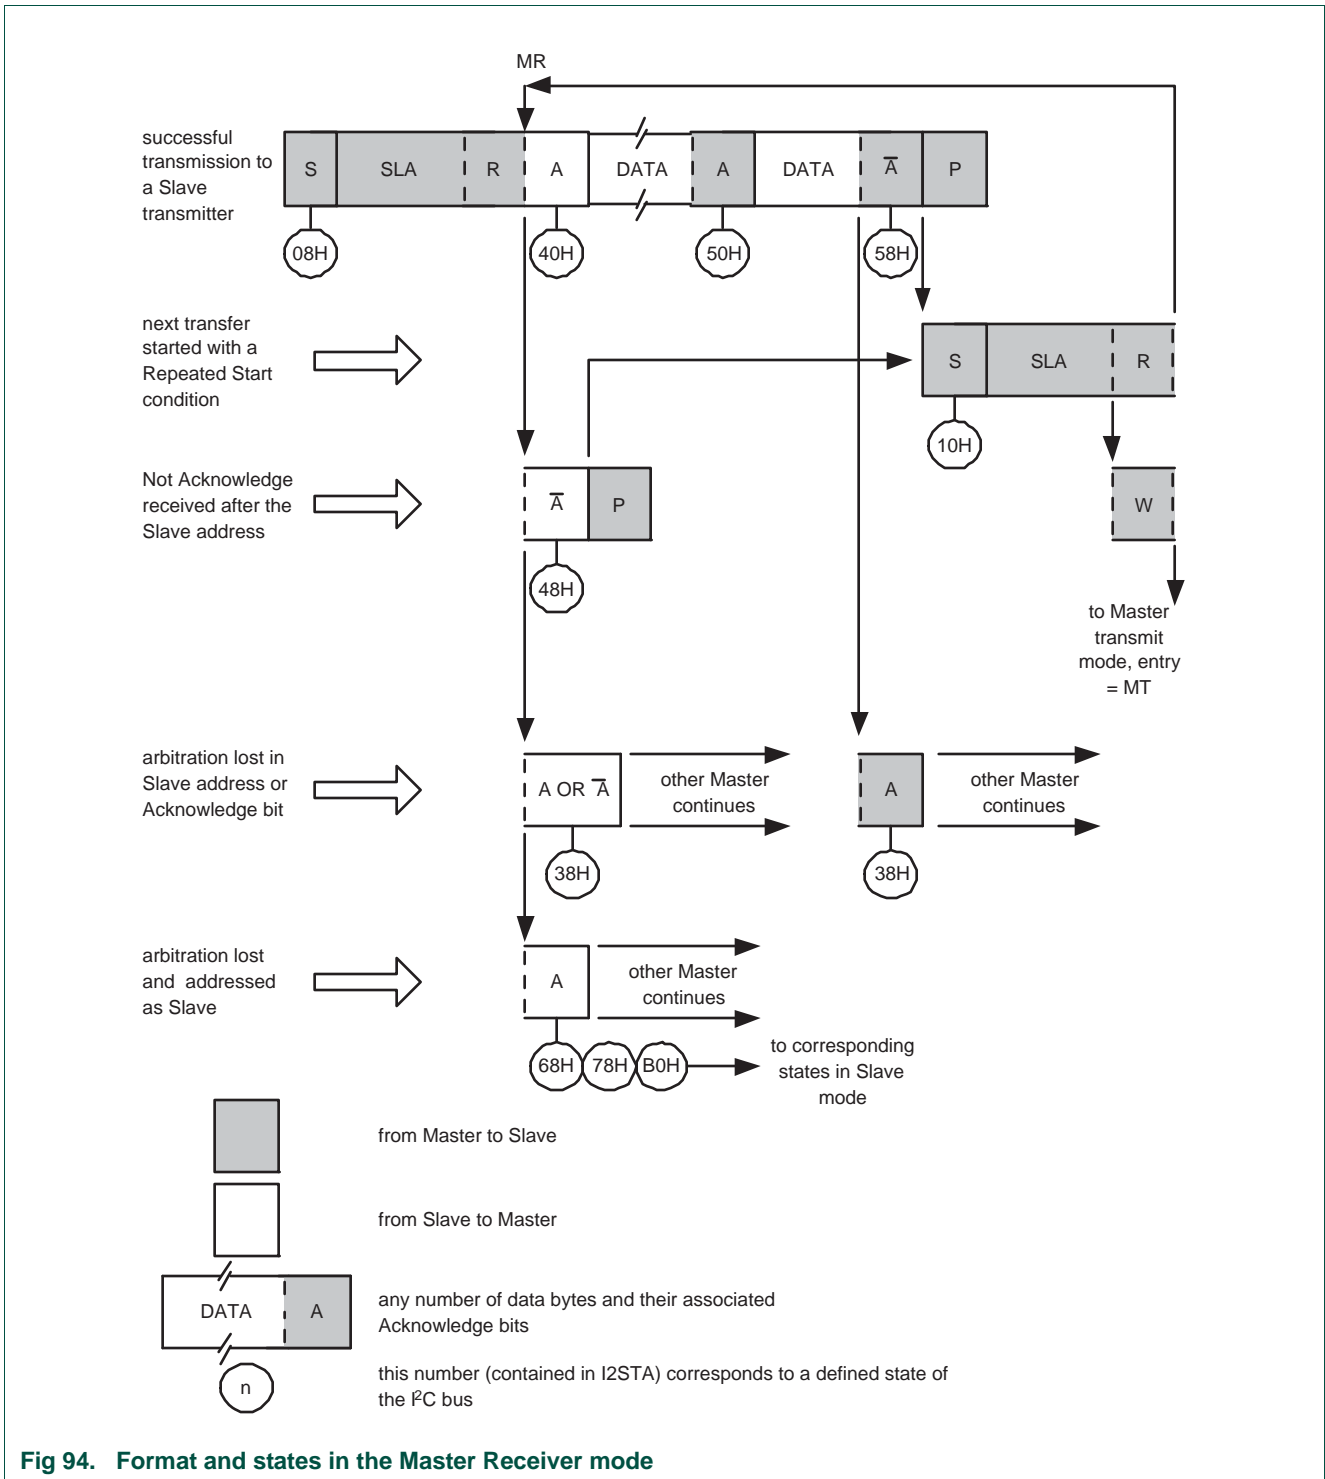 MR
successful
transmission to
a Slave
transmitter
S SLA R A DATA A DATA A̅ P
08H 40H 50H 58H
next transfer
started with a
Repeated Start
condition
S SLA R
10H
Not Acknowledge
received after the
Slave address
A̅ P
W
48H
to Master
transmit
mode, entry
= MT
arbitration lost in
Slave address or
Acknowledge bit
A OR A̅
other Master
continues
A
other Master
continues
38H 38H
arbitration lost
and addressed
as Slave
A
other Master
continues
68H 78H B0H
to corresponding
states in Slave
mode
from Master to Slave
from Slave to Master
DATA A
any number of data bytes and their associated
Acknowledge bits
n
this number (contained in I2STA) corresponds to a defined state of
the I²C bus
Fig 94. Format and states in the Master Receiver mode